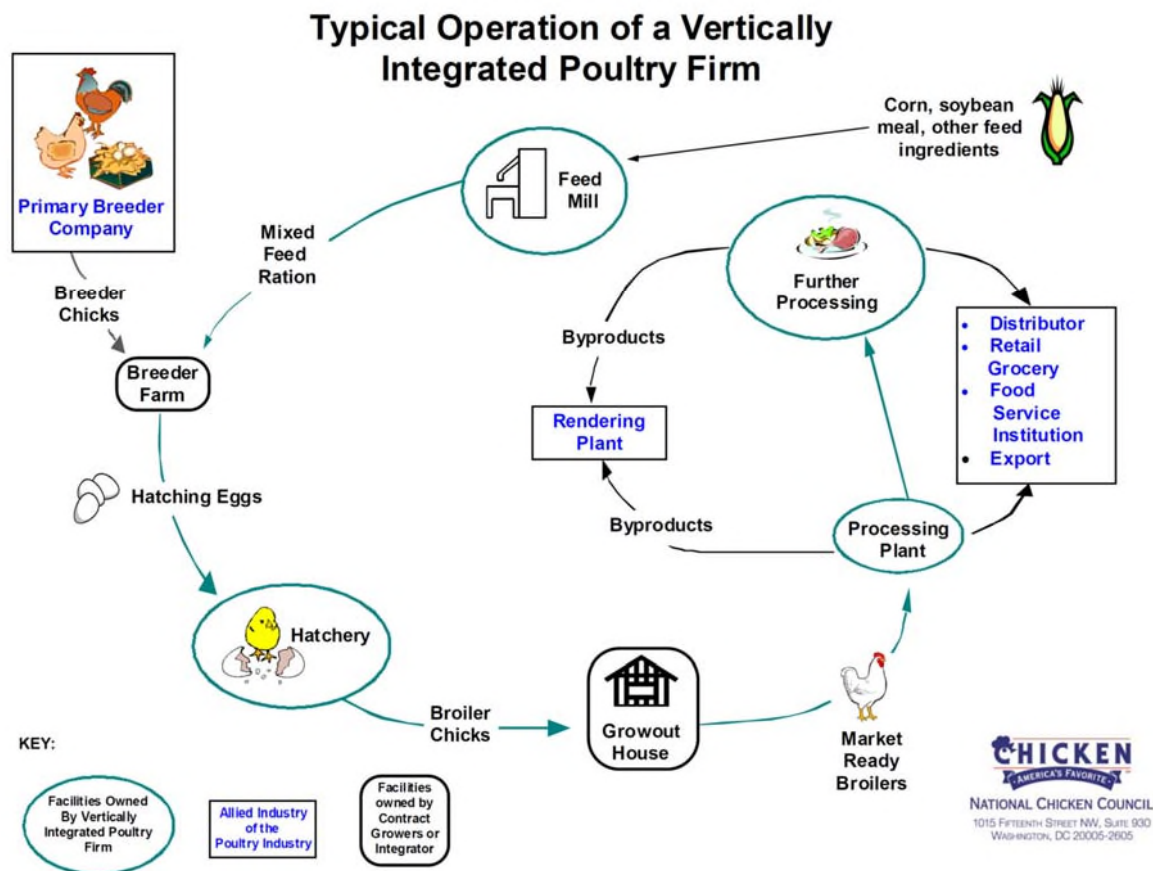 Typical Operation of a Vertically
Integrated Poultry Firm
Primary Breeder
Company
Corn, soybean
meal, other feed
ingredients
Feed
Mill
Mixed
Feed
Ration
Breeder
Chicks
Breeder
Farm
Further
Processing
Byproducts
• Distributor
• Retail
Grocery
• Food
Service
Institution
• Export
Rendering
Plant
Hatching Eggs
Byproducts
Processing
Plant
Hatchery
Broiler
Chicks
Growout
House
Market
Ready
Broilers
KEY:
Facilities Owned
By Vertically
Integrated Poultry
Firm
Allied Industry
of the
Poultry Industry
Facilities
owned by
Contract
Growers or
Integrator
CHICKEN
-AMERICA'S FAVORITE-
NATIONAL CHICKEN COUNCIL
1015 FIFTEENTH STREET NW, SUITE 930
WASHINGTON, DC 20005-2605